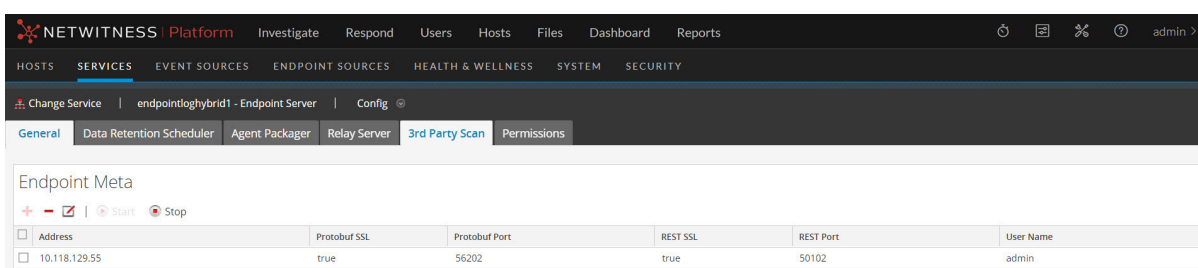 NETWITNESS | Platform Investigate Respond Users Hosts Files Dashboard Reports admin >
HOSTS SERVICES EVENT SOURCES ENDPOINT SOURCES HEALTH & WELLNESS SYSTEM SECURITY
Change Service | endpointloghybrid1 - Endpoint Server | Config
General Data Retention Scheduler Agent Packager Relay Server 3rd Party Scan Permissions
Endpoint Meta
Start Stop
Address Protobuf SSL Protobuf Port REST SSL REST Port User Name
10.118.129.55 true 56202 true 50102 admin